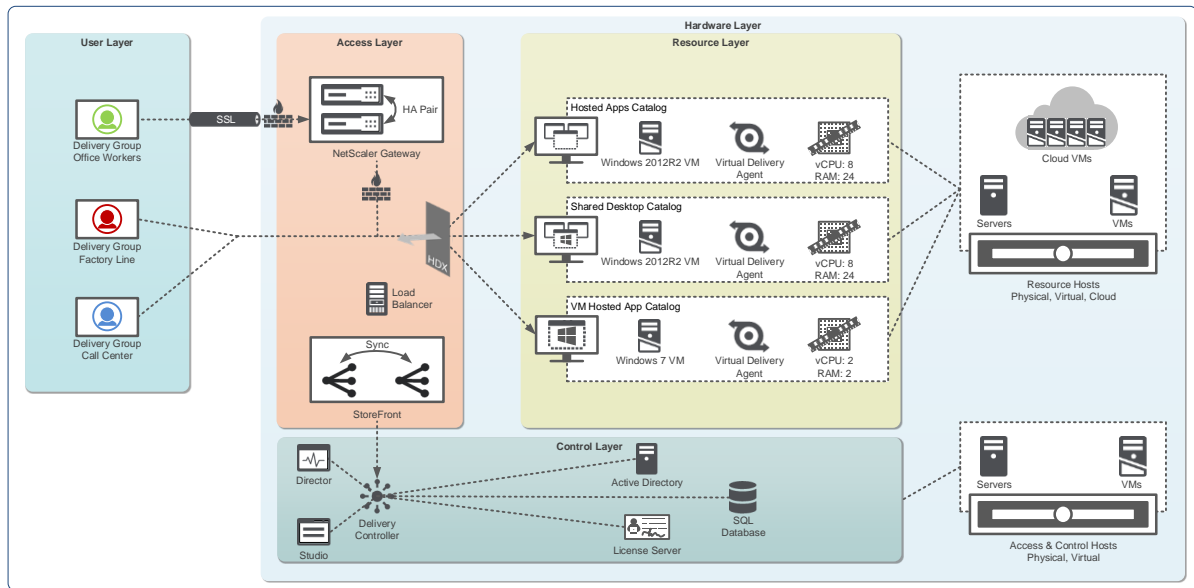 Hardware Layer
User Layer
Access Layer
Resource Layer
Delivery Group
Office Workers
SSL
HA Pair
NetScaler Gateway
Delivery Group
Factory Line
Delivery Group
Call Center
HDX
Load
Balancer
Sync
StoreFront
Hosted Apps Catalog
Windows 2012R2 VM
Virtual Delivery
Agent
vCPU: 8
RAM: 24
Shared Desktop Catalog
Windows 2012R2 VM
Virtual Delivery
Agent
vCPU: 8
RAM: 24
VM Hosted App Catalog
Windows 7 VM
Virtual Delivery
Agent
vCPU: 2
RAM: 2
Cloud VMs
Servers
VMs
Resource Hosts
Physical, Virtual, Cloud
Control Layer
Director
Studio
Delivery
Controller
Active Directory
License Server
SQL
Database
Servers
VMs
Access & Control Hosts
Physical, Virtual